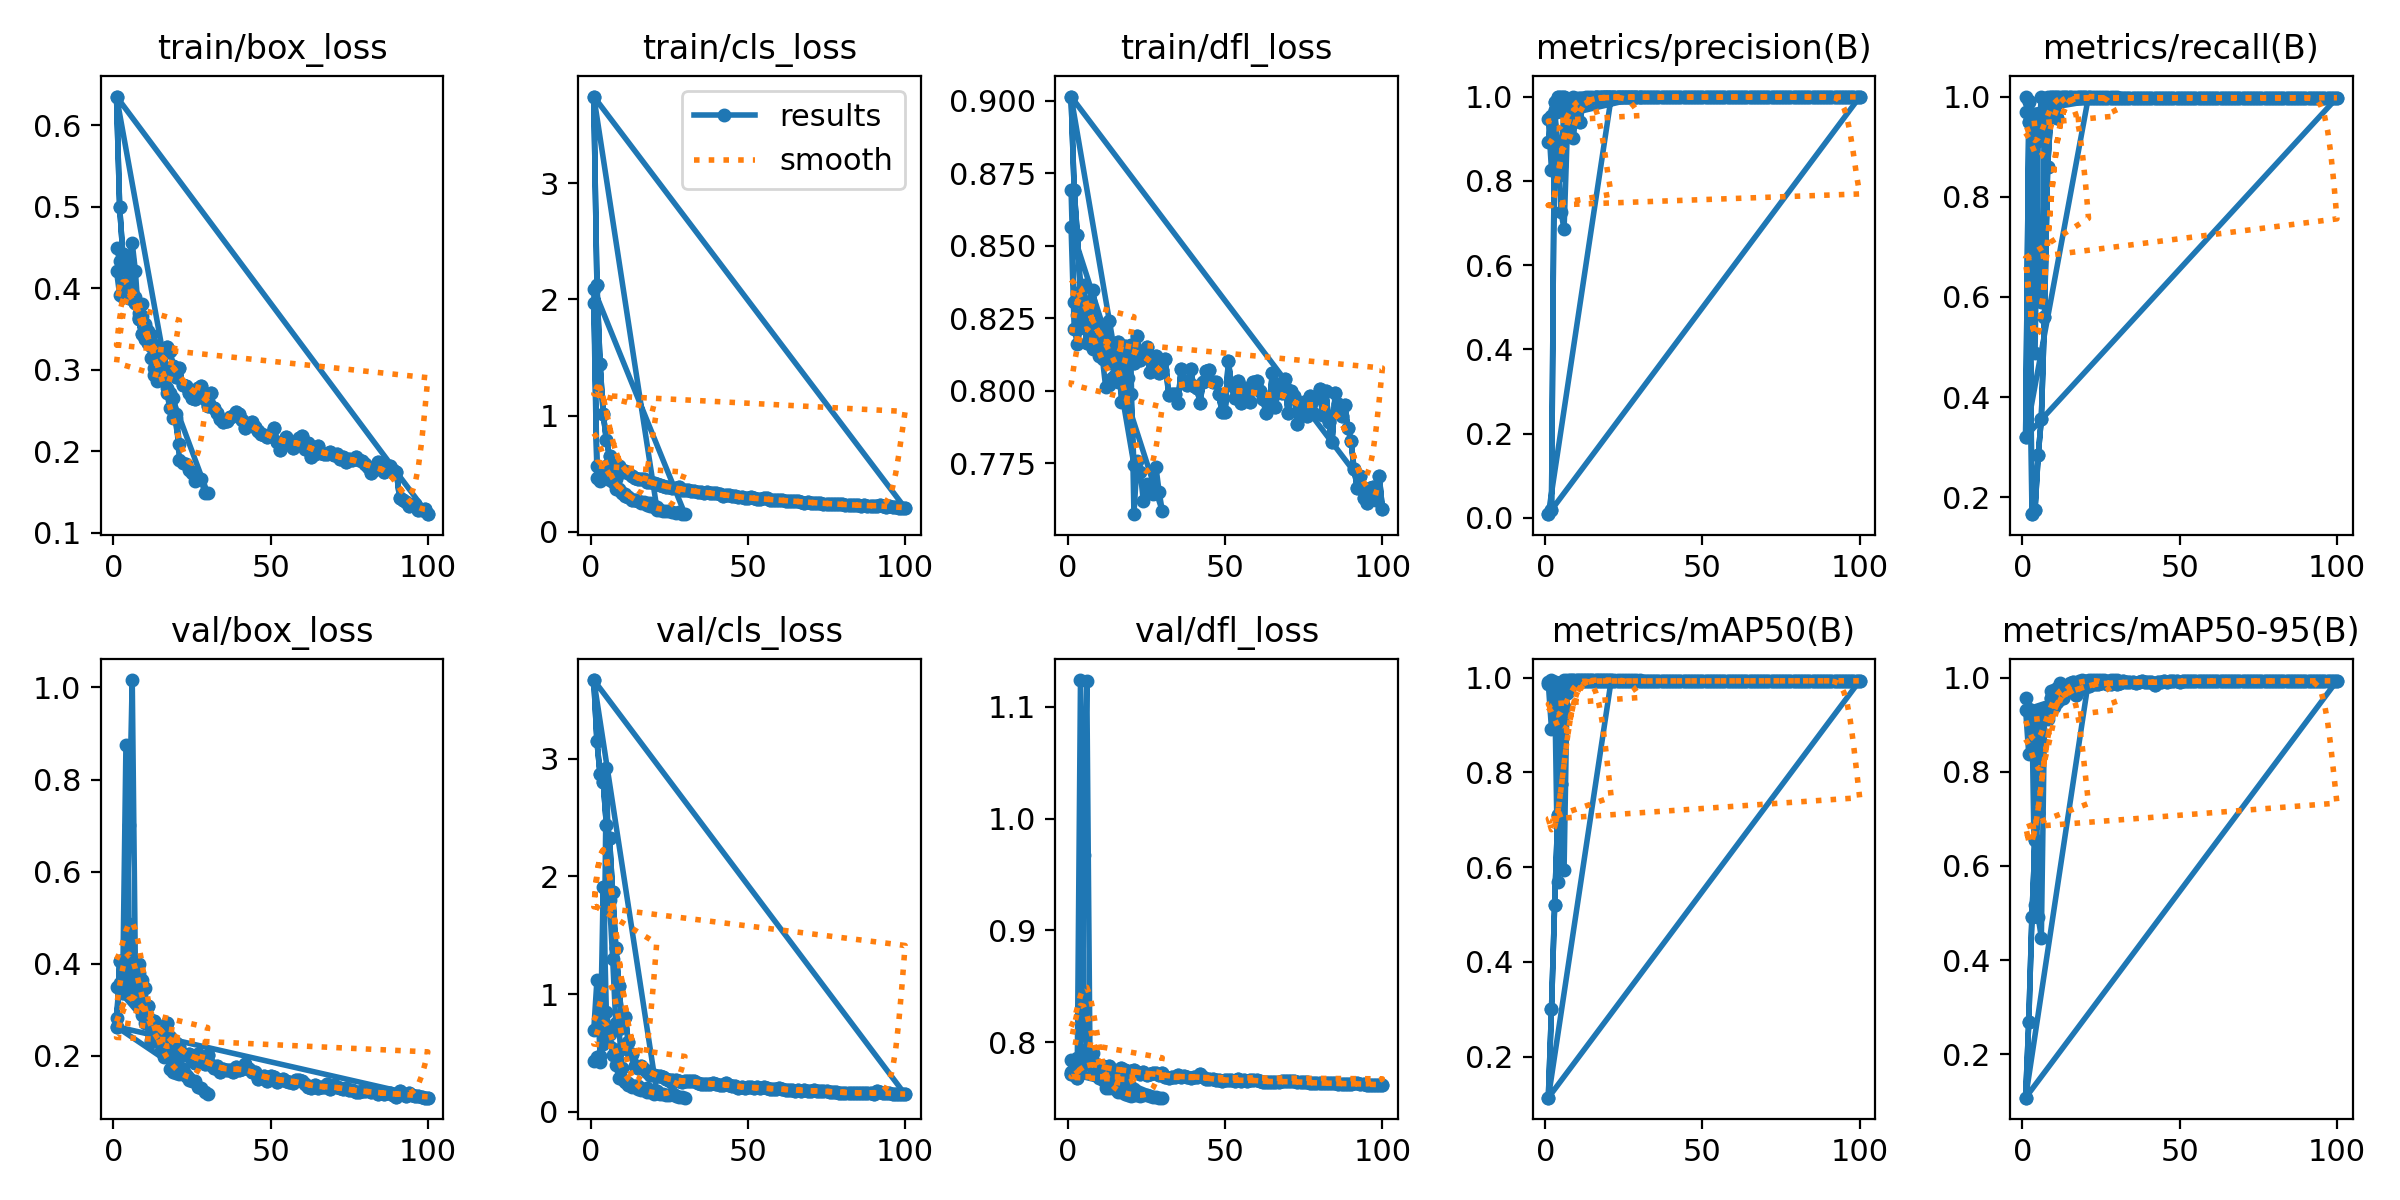 train/box_loss
train/cls_loss
train/dfl_loss
metrics/precision(B)
metrics/recall(B)
0.6
0.5
0.4
0.3
0.2
0.1
0 50 100
3
2
1
0
0 50 100
results
smooth
0.900
0.875
0.850
0.825
0.800
0.775
0 50 100
1.0
0.8
0.6
0.4
0.2
0.0
0 50 100
1.0
0.8
0.6
0.4
0.2
0 50 100
val/box_loss
val/cls_loss
val/dfl_loss
metrics/mAP50(B)
metrics/mAP50-95(B)
1.0
0.8
0.6
0.4
0.2
0 50 100
3
2
1
0
0 50 100
1.1
1.0
0.9
0.8
0 50 100
1.0
0.8
0.6
0.4
0.2
0 50 100
1.0
0.8
0.6
0.4
0.2
0 50 100